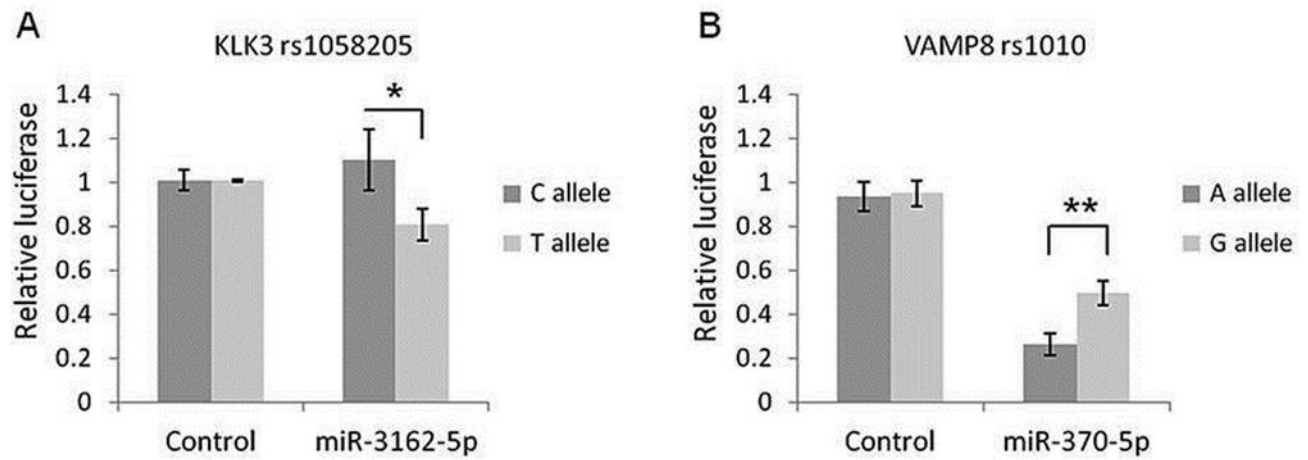 A
KLK3 rs1058205
Relative luciferase
1.4
1.2
1
0.8
0.6
0.4
0.2
0
*
C allele
T allele
Control
miR-3162-5p
B
VAMP8 rs1010
Relative luciferase
1.4
1.2
1
0.8
0.6
0.4
0.2
0
**
A allele
G allele
Control
miR-370-5p